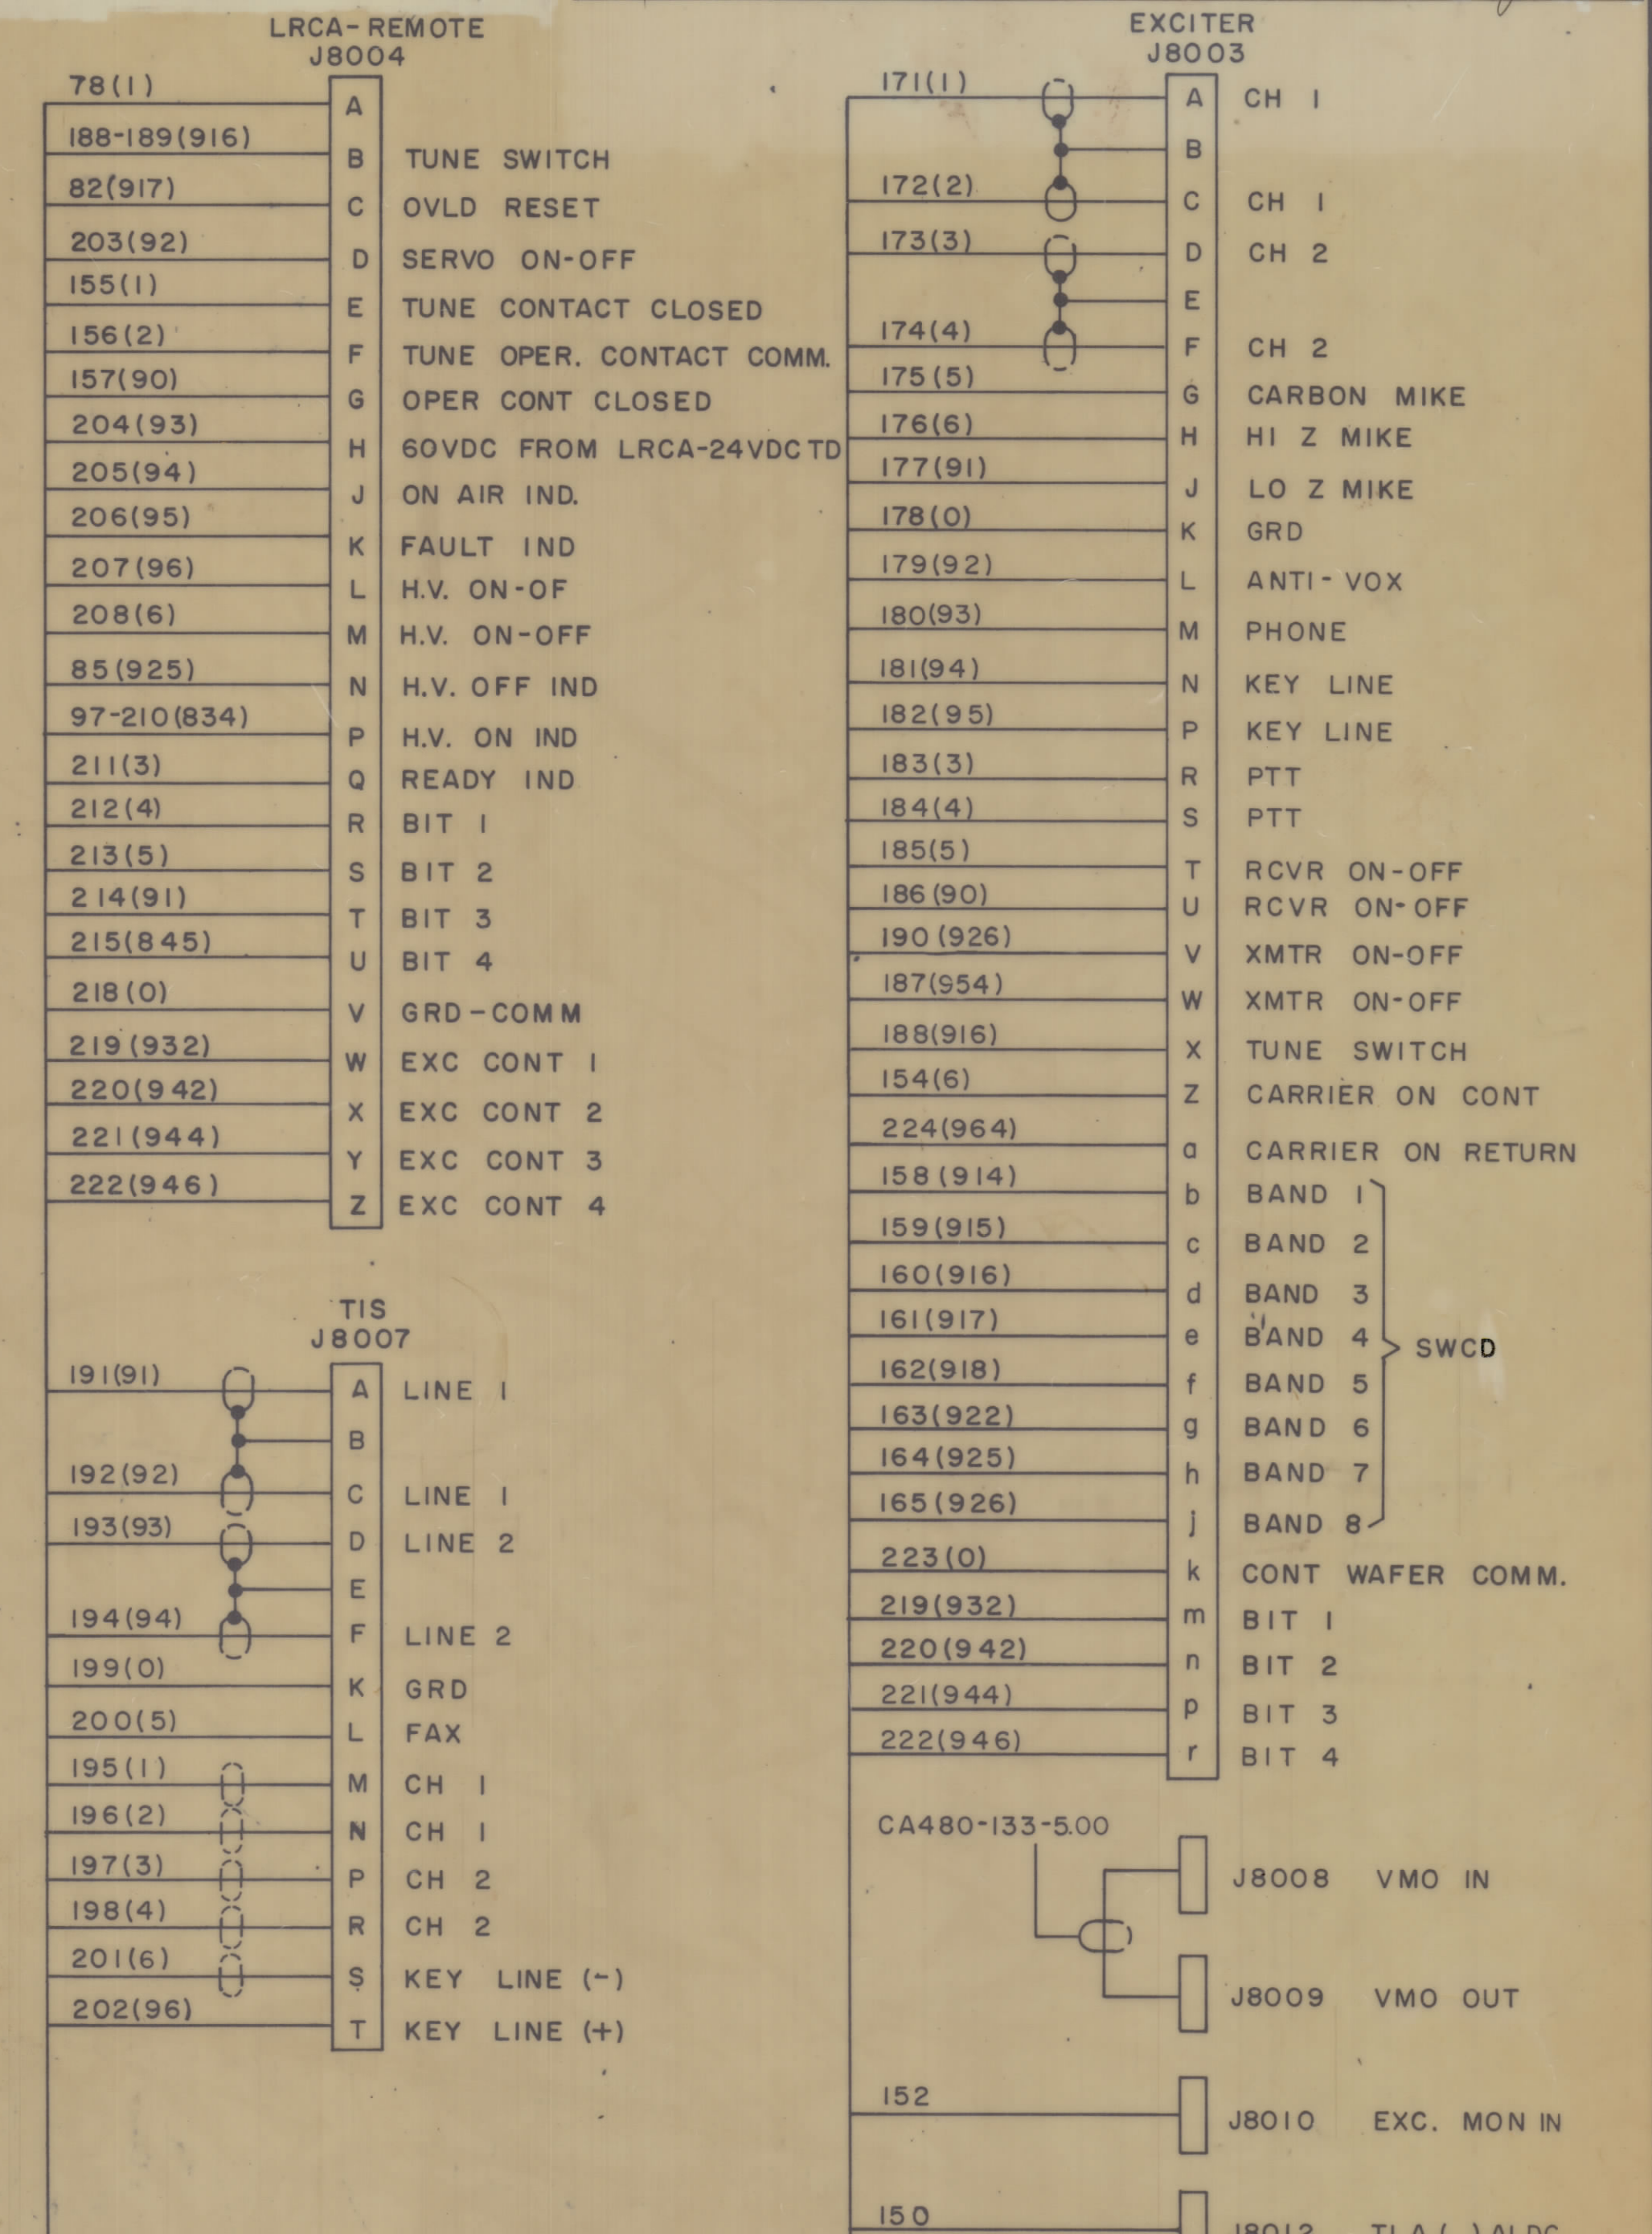 LRCA-REMOTE
J8004
78(1) A
188-189(916) B TUNE SWITCH
82(917) C OVLD RESET
203(92) D SERVO ON-OFF
155(1) E TUNE CONTACT CLOSED
156(2) F TUNE OPER. CONTACT COMM.
157(90) G OPER CONT CLOSED
204(93) H 60VDC FROM LRCA-24VDC TD
205(94) J ON AIR IND.
206(95) K FAULT IND
207(96) L H.V. ON-OF
208(6) M H.V. ON-OFF
85(925) N H.V. OFF IND
97-210(834) P H.V. ON IND
211(3) Q READY IND
212(4) R BIT 1
213(5) S BIT 2
214(91) T BIT 3
215(845) U BIT 4
218(0) V GRD-COMM
219(932) W EXC CONT 1
220(942) X EXC CONT 2
221(944) Y EXC CONT 3
222(946) Z EXC CONT 4
TIS
J8007
191(91) A LINE 1
B
192(92) C LINE 1
193(93) D LINE 2
E
194(94) F LINE 2
199(0) K GRD
200(5) L FAX
195(1) M CH 1
196(2) N CH 1
197(3) P CH 2
198(4) R CH 2
201(6) S KEY LINE (-)
202(96) T KEY LINE (+)
EXCITER
J8003
171(1) A CH 1
B
172(2) C CH 1
173(3) D CH 2
E
174(4) F CH 2
175(5) G CARBON MIKE
176(6) H HI Z MIKE
177(91) J LO Z MIKE
178(0) K GRD
179(92) L ANTI-VOX
180(93) M PHONE
181(94) N KEY LINE
182(95) P KEY LINE
183(3) R PTT
184(4) S PTT
185(5) T RCVR ON-OFF
186(90) U RCVR ON-OFF
190(926) V XMTR ON-OFF
187(954) W XMTR ON-OFF
188(916) X TUNE SWITCH
154(6) Z CARRIER ON CONT
224(964) a CARRIER ON RETURN
158(914) b BAND 1
159(915) c BAND 2
160(916) d BAND 3
161(917) e BAND 4
SWCD
162(918) f BAND 5
163(922) g BAND 6
164(925) h BAND 7
165(926) j BAND 8
223(0) k CONT WAFER COMM.
219(932) m BIT 1
220(942) n BIT 2
221(944) p BIT 3
222(946) r BIT 4
CA480-133-5.00
J8008 VMO IN
J8009 VMO OUT
152 J8010 EXC. MON IN
150 J8012